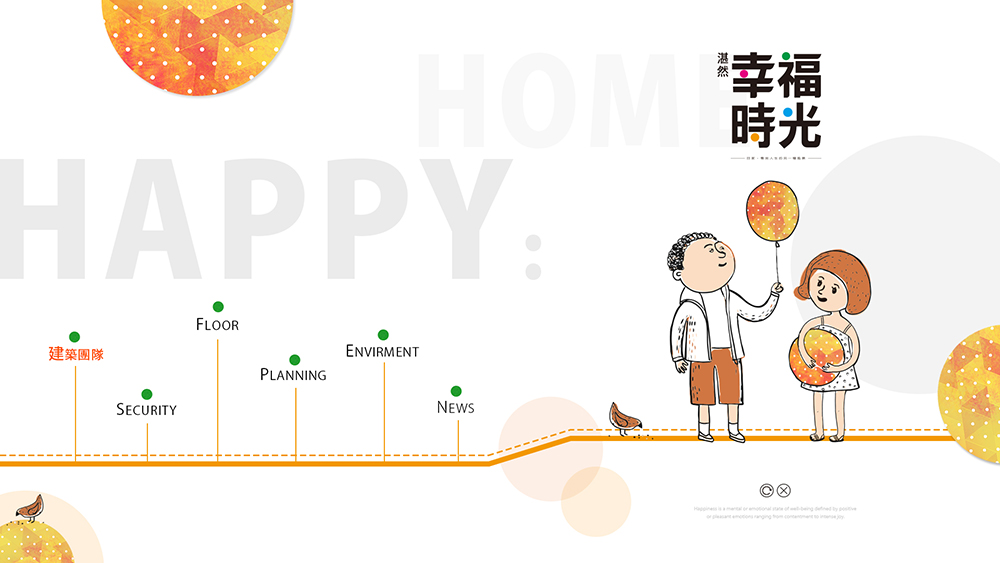 HOME
HAPPY:
湛然
幸福
時光
建築團隊
SECURITY
FLOOR
PLANNING
ENVIRMENT
NEWS
Happiness is a mental or emotional state of well-being defined by positive
or pleasant emotions ranging from contentment to intense joy.